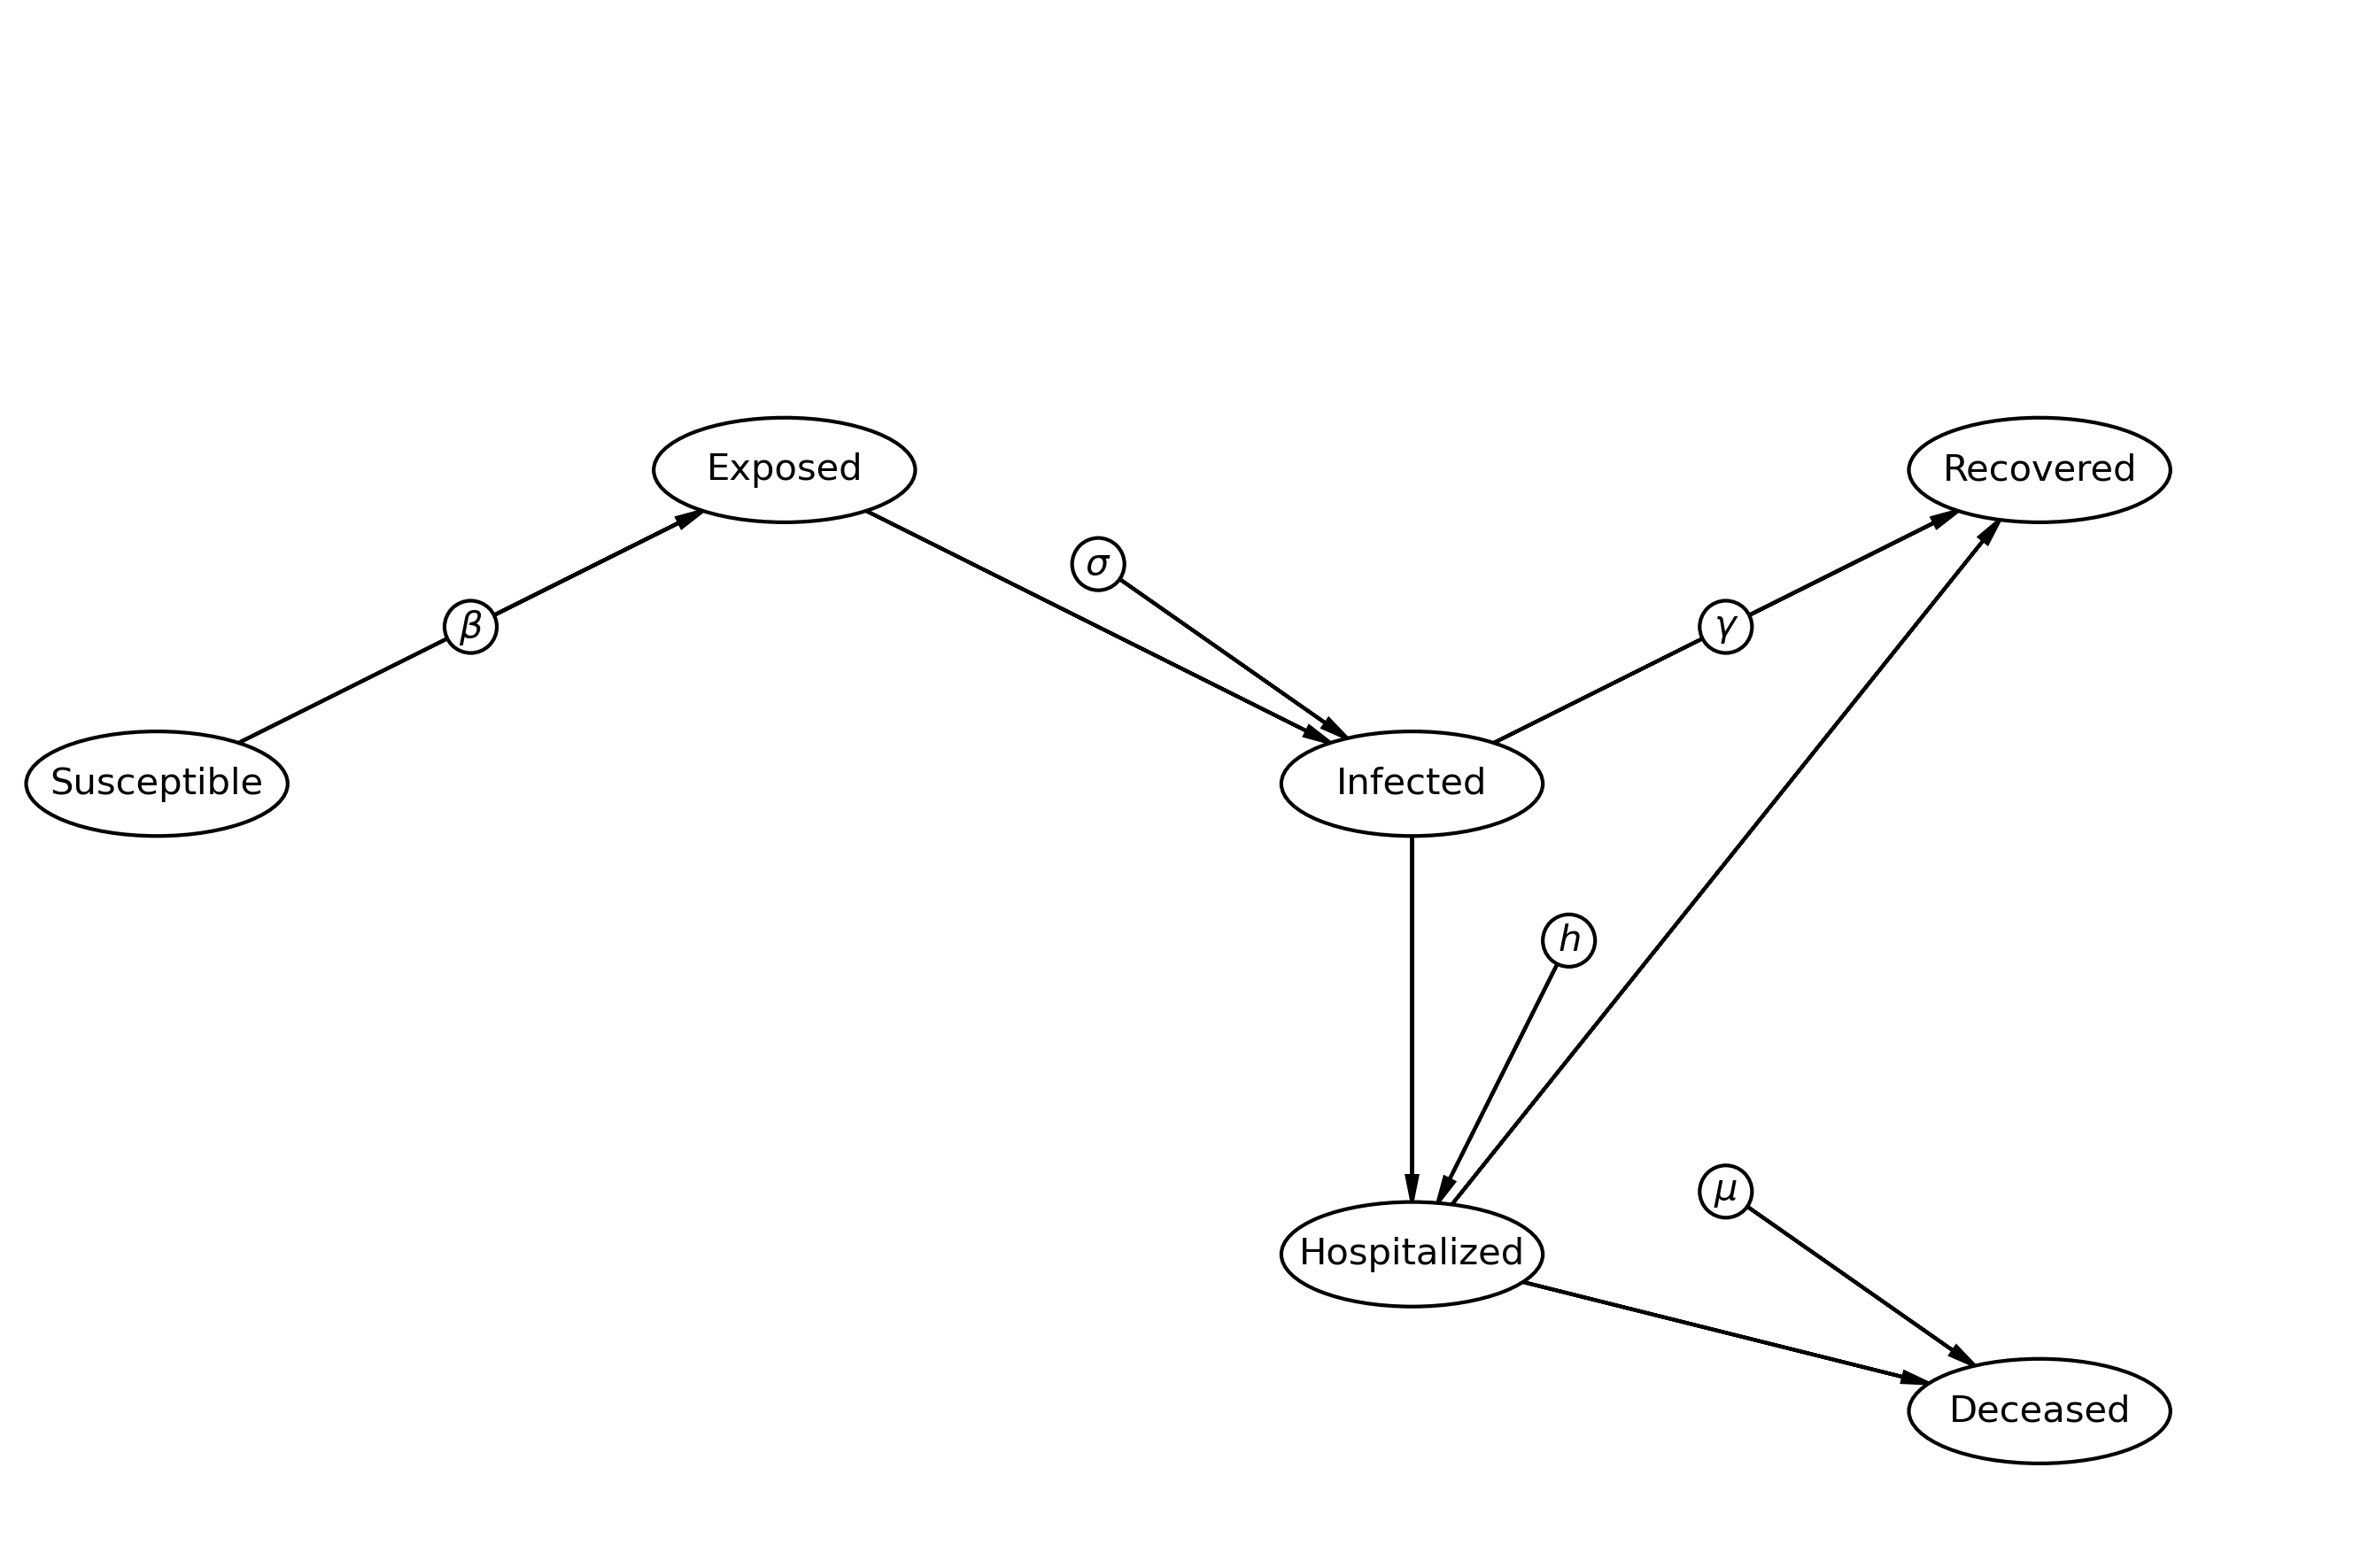 Exposed
Recovered
σ
β
γ
Susceptible
Infected
h
μ
Hospitalized
Deceased